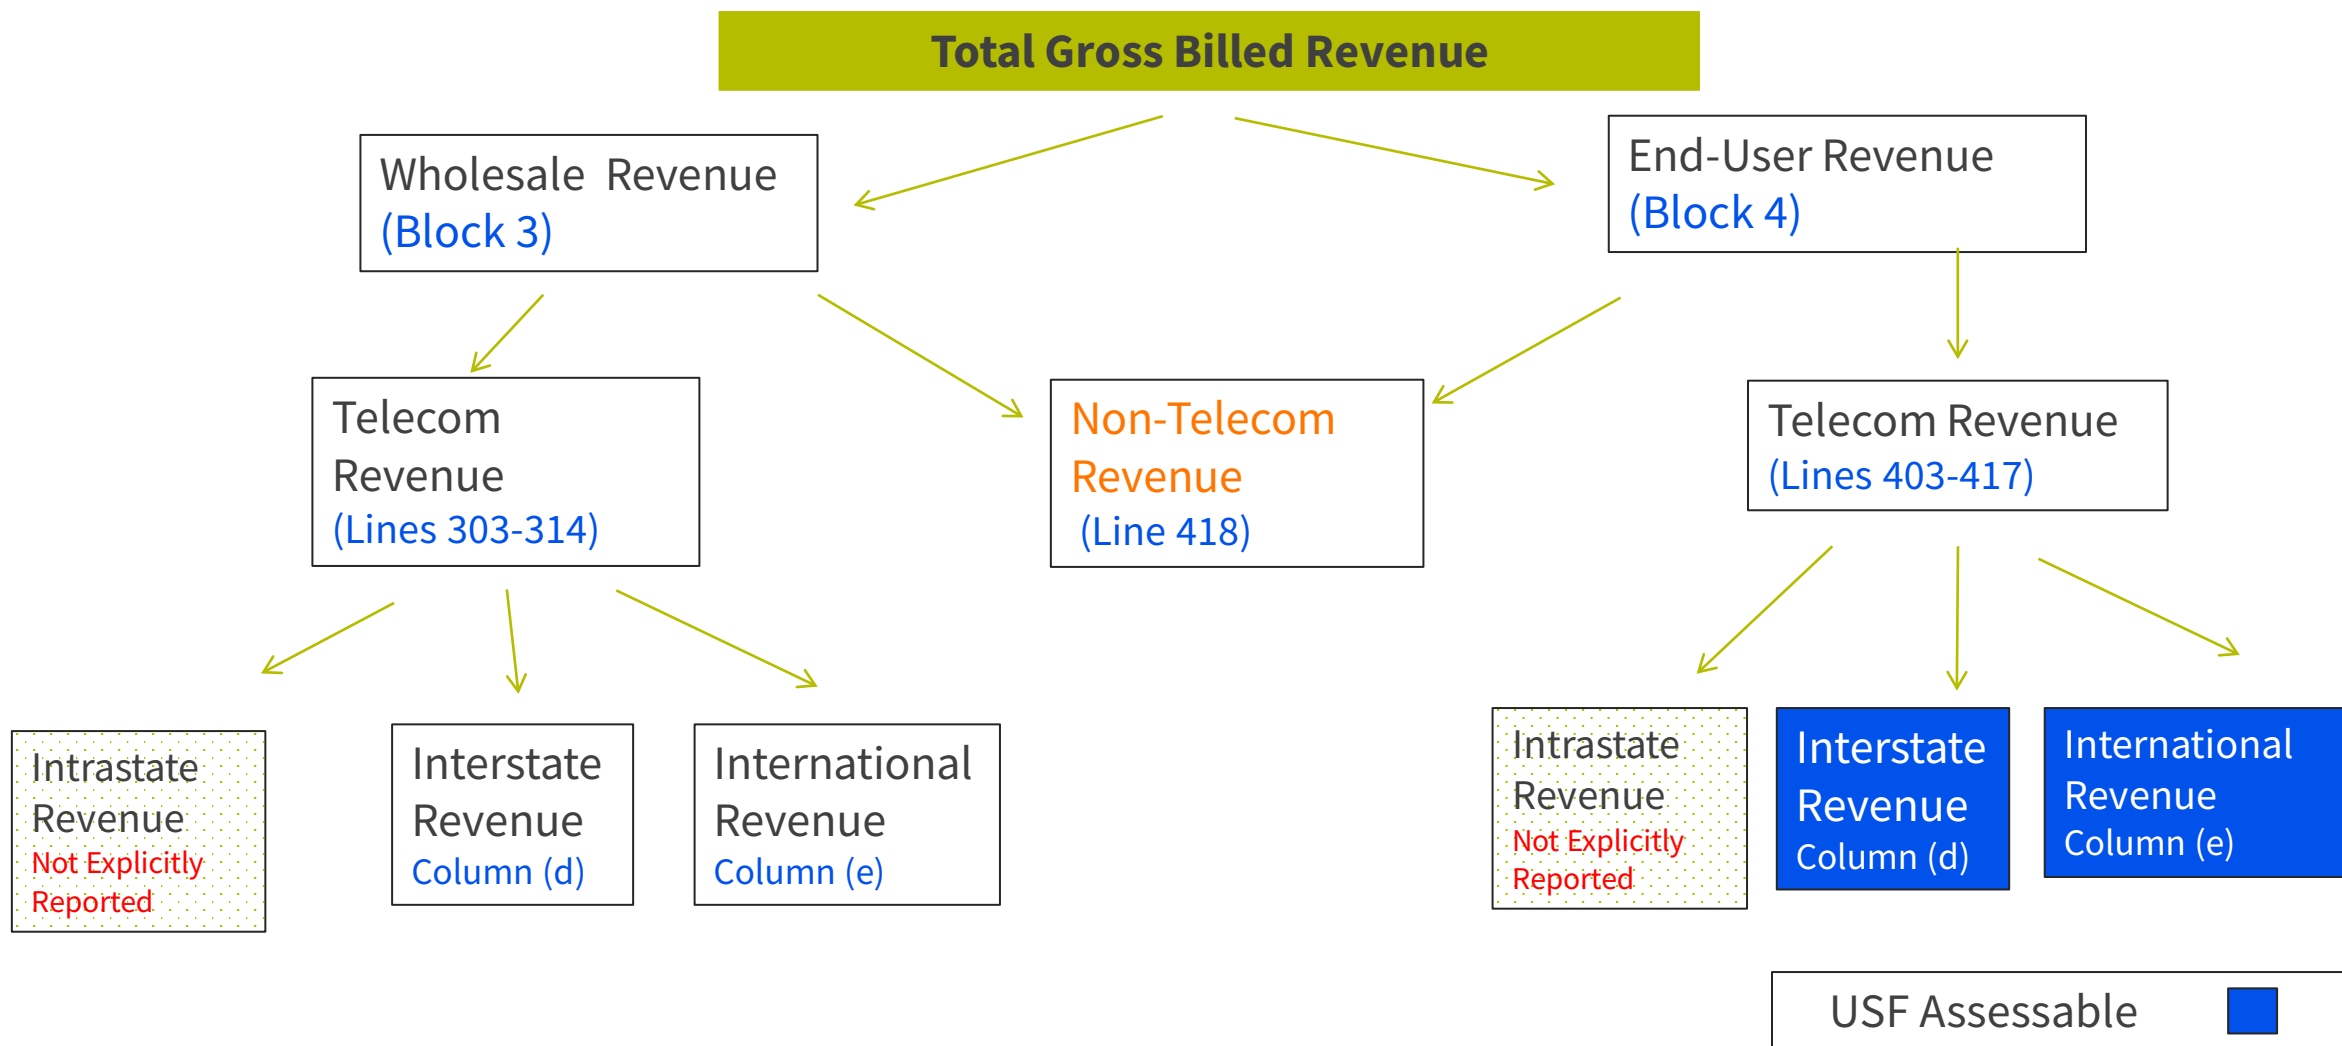 Total Gross Billed Revenue
Wholesale  Revenue
(Block 3)
End-User Revenue
(Block 4)
Telecom
Revenue
(Lines 303-314)
Non-Telecom
Revenue
(Line 418)
Telecom Revenue
(Lines 403-417)
Intrastate
Revenue
Not Explicitly
Reported
Interstate
Revenue
Column (d)
International
Revenue
Column (e)
Intrastate
Revenue
Not Explicitly
Reported
Interstate
Revenue
Column (d)
International
Revenue
Column (e)
USF Assessable